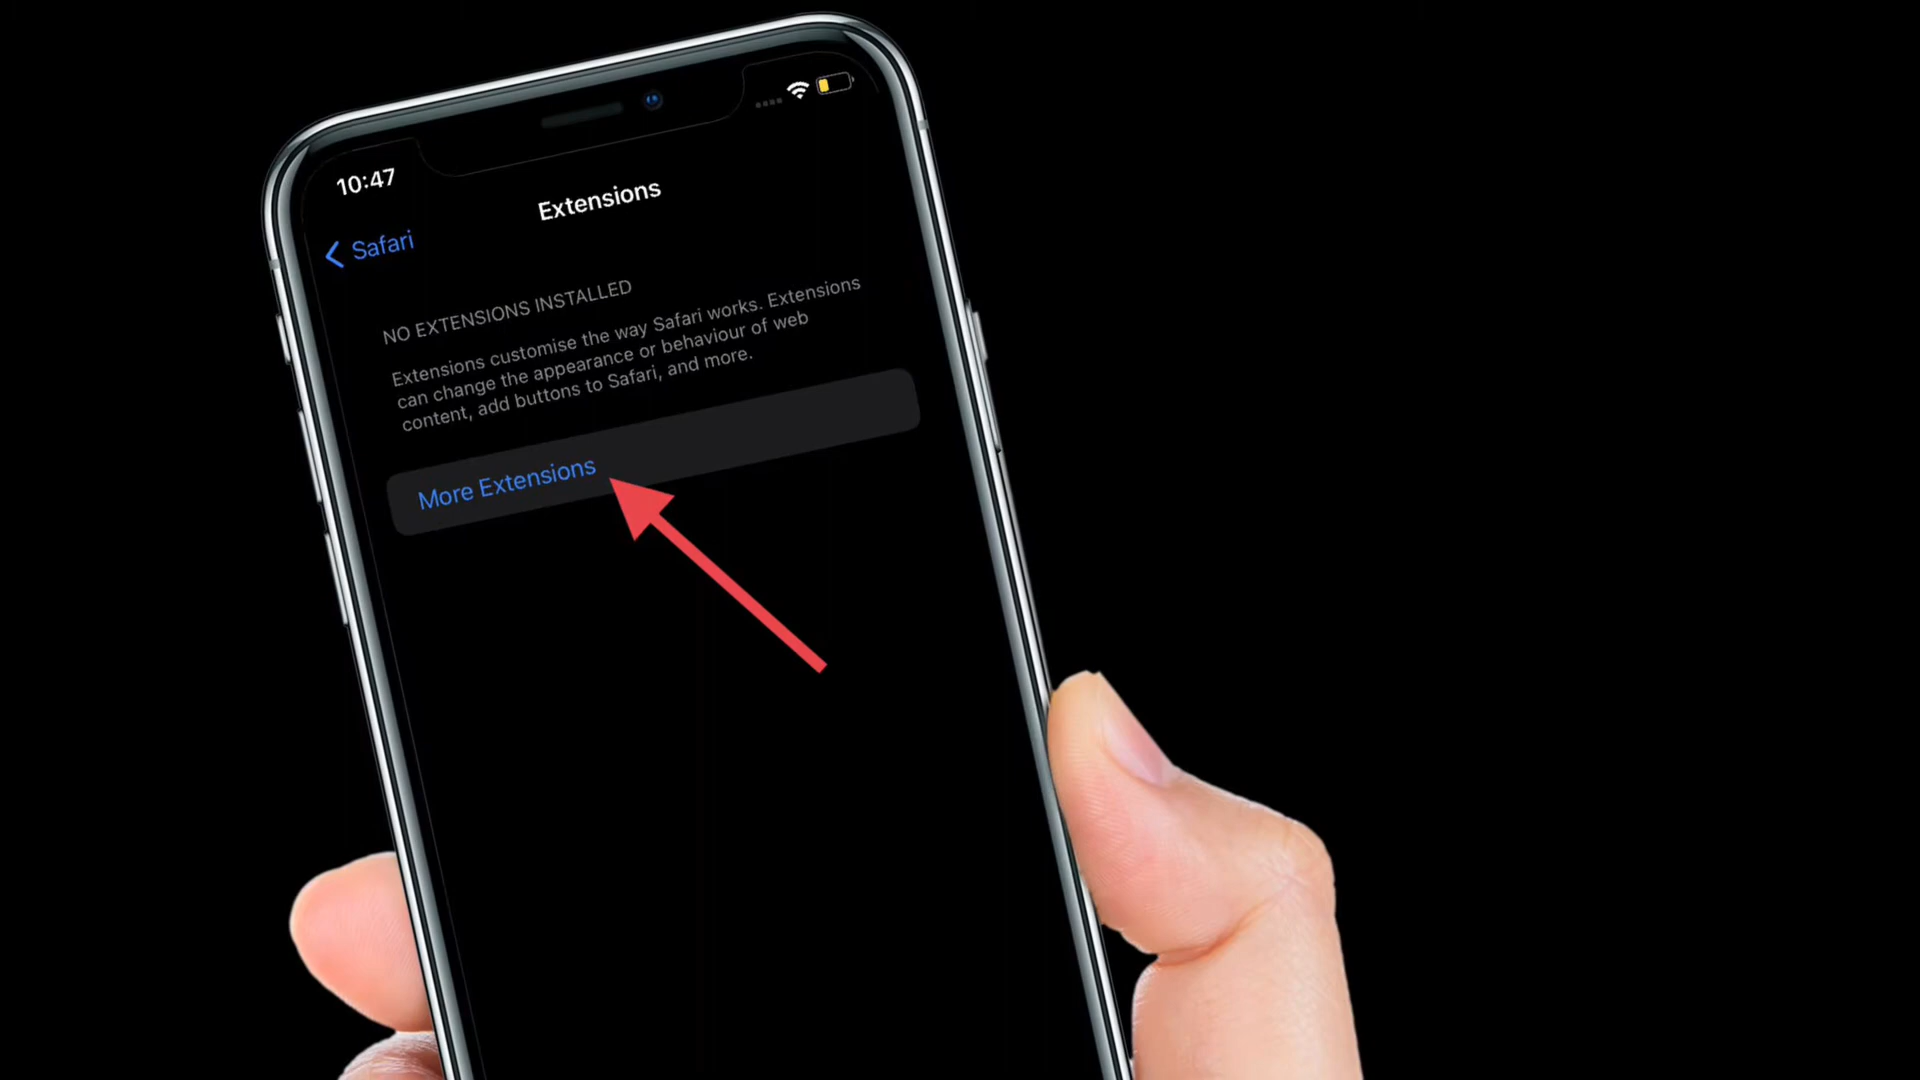 10:47
Extensions
Safari
NO EXTENSIONS INSTALLED
Extensions customise the way Safari works. Extensions
can change the appearance or behaviour of web
content, add buttons to Safari, and more.
More Extensions